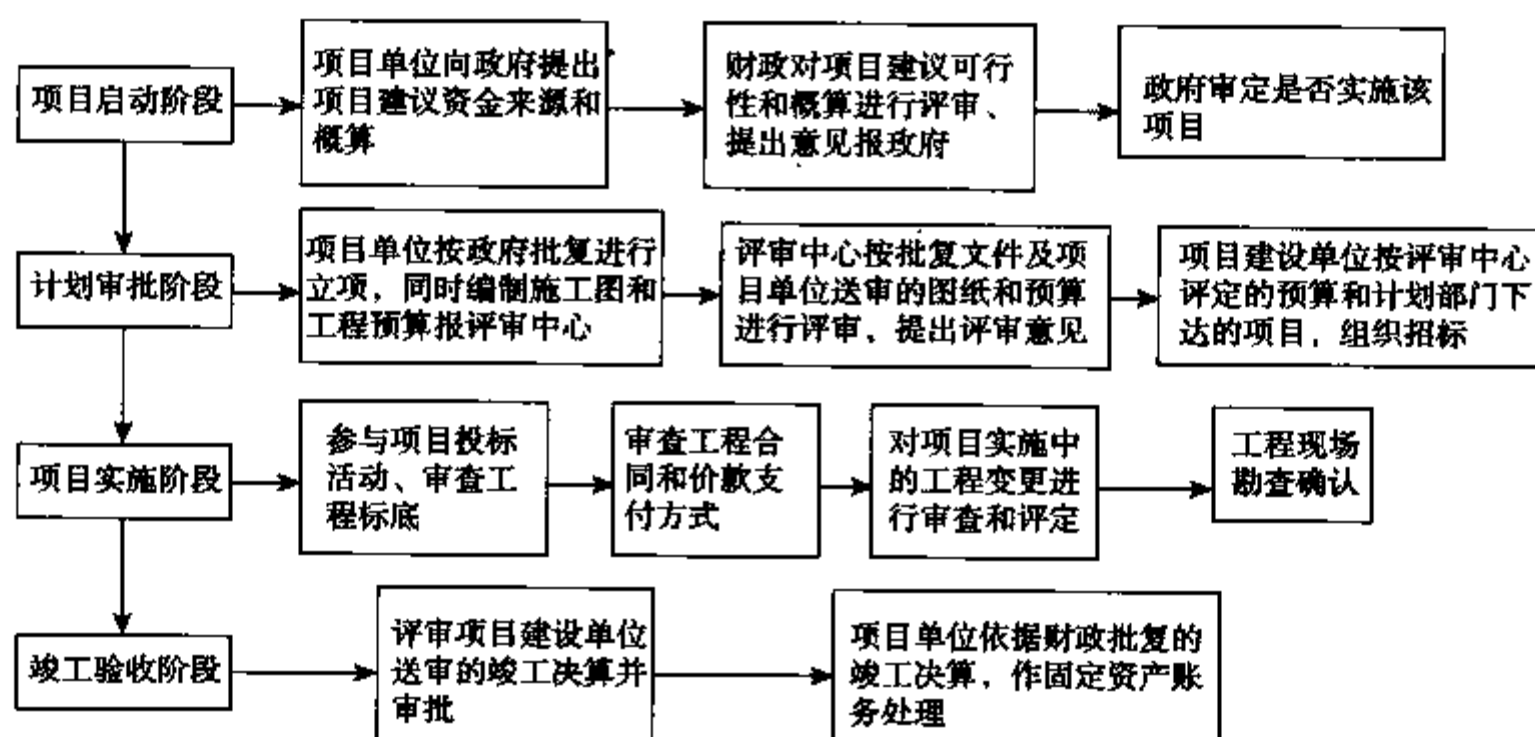 项目启动阶段
项目单位向政府提出
项目建议资金来源和
概算
财政对项目建议可行
性和概算进行评审、
提出意见报政府
政府审定是否实施该
项目
计划审批阶段
项目单位按政府批复进行
立项，同时编制施工图和
工程预算报评审中心
评审中心按批复文件及项
目单位送审的图纸和预算
进行评审、提出评审意见
项目建设单位按评审中心
评定的预算和计划部门下
达的项目，组织招标
项目实施阶段
参与项目投标
活动、审查工
程标底
审查工程合
同和价款支
付方式
对项目实施中
的工程变更进
行审查和评定
工程现场
勘查确认
竣工验收阶段
评审项目建设单位
送审的竣工决算并
审批
项目单位依据财政批复的
竣工决算，作固定资产账
务处理